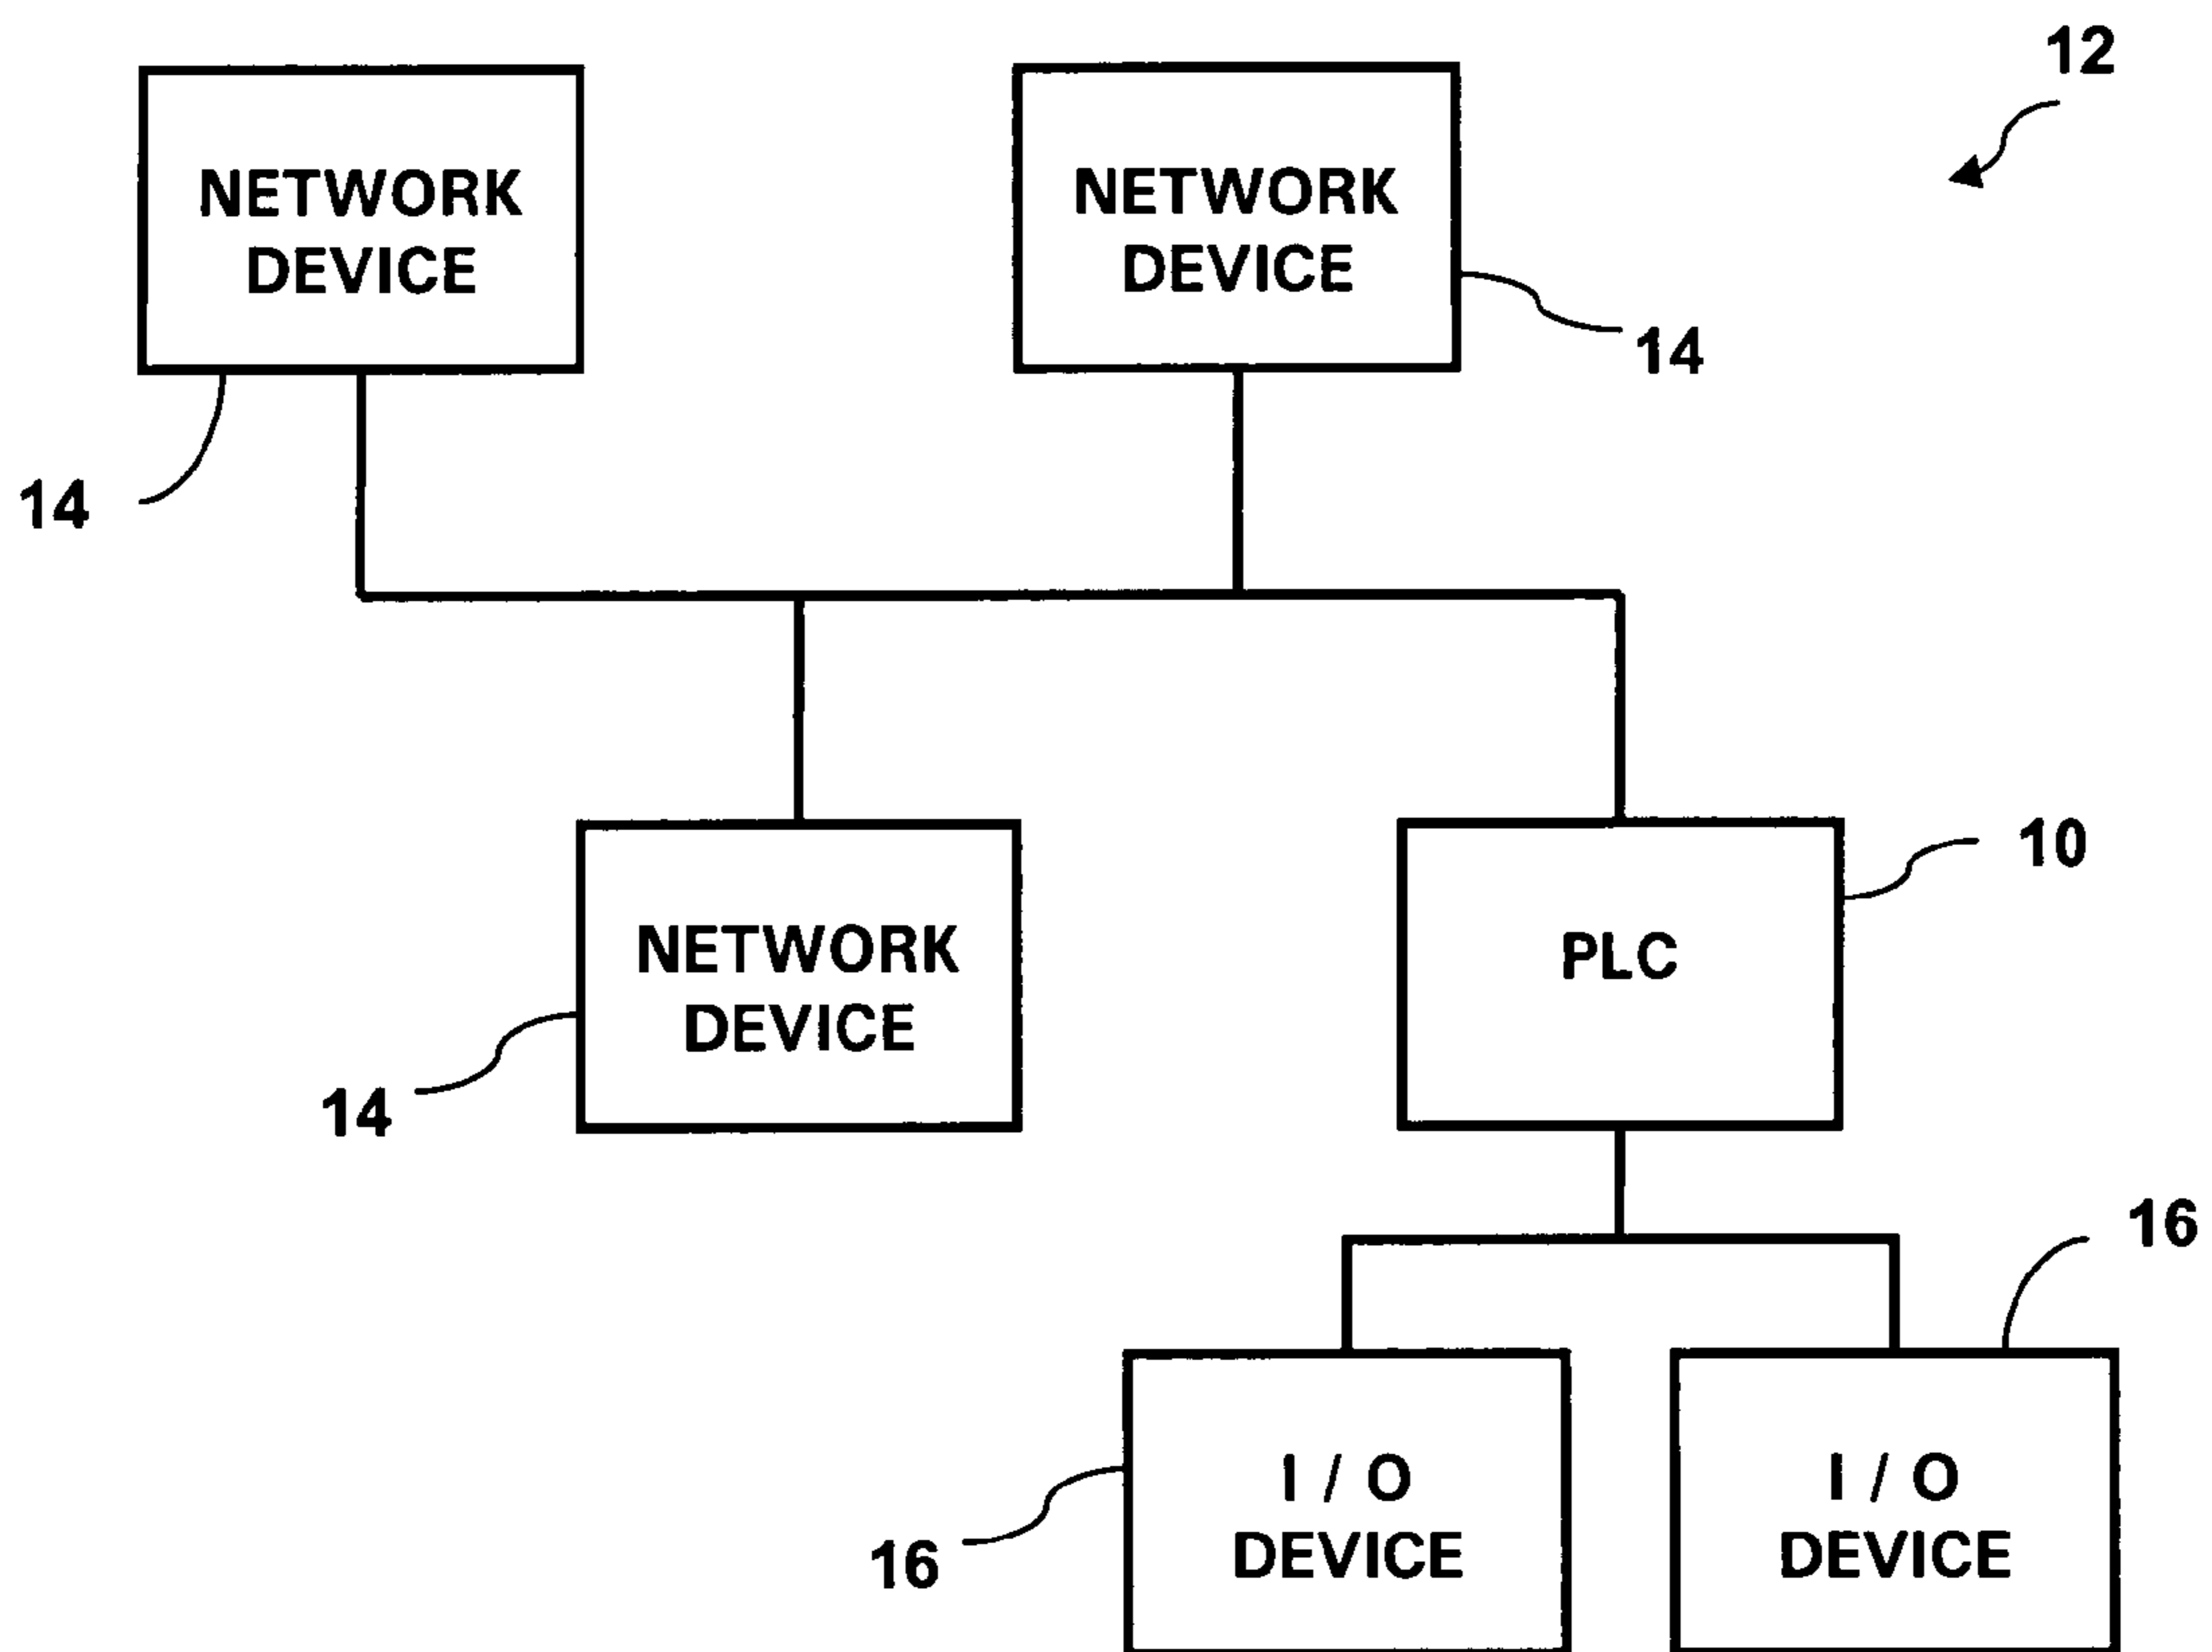 12
NETWORK
DEVICE
NETWORK
DEVICE
14
14
10
NETWORK
DEVICE
PLC
14
16
I / O
DEVICE
I / O
DEVICE
16